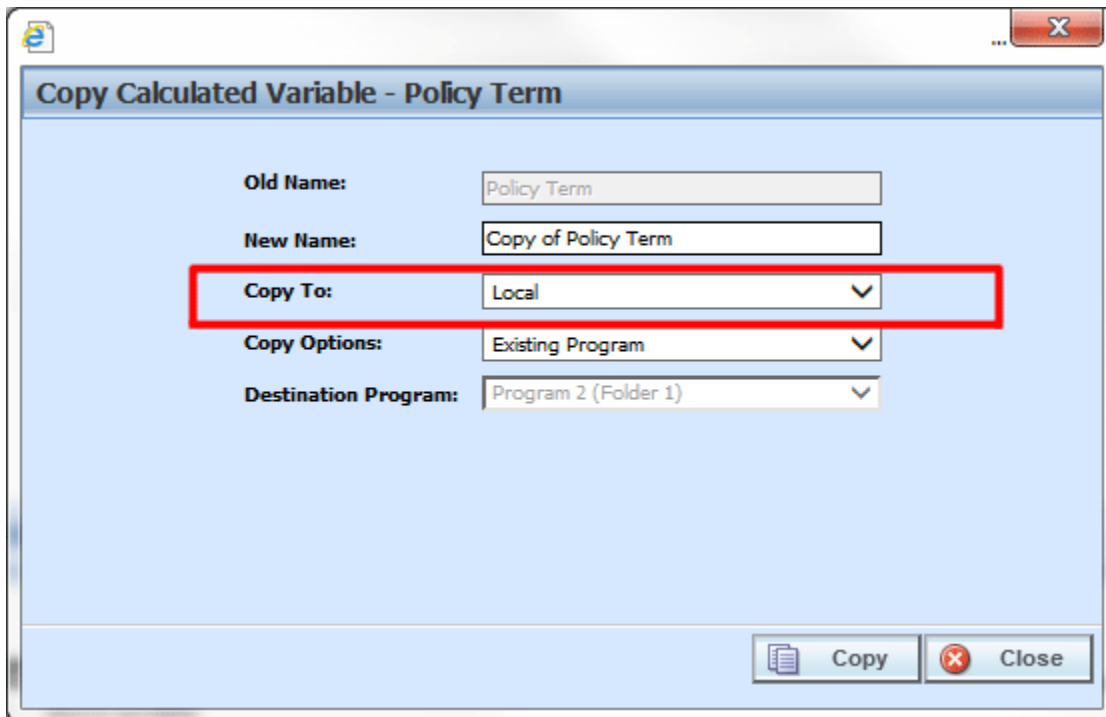 ...
Copy Calculated Variable - Policy Term
Old Name: Policy Term
New Name: Copy of Policy Term
Copy To: Local
Copy Options: Existing Program
Destination Program: Program 2 (Folder 1)
Copy Close